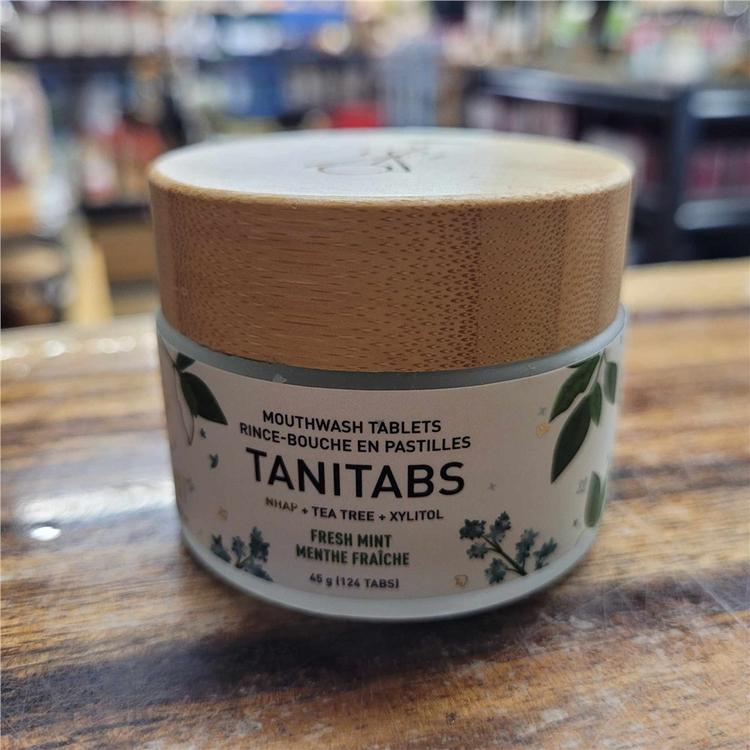 MOUTHWASH TABLETS
RINCE-BOUCHE EN PASTILLES
TANITABS
NHAP + TEA TREE + XYLITOL
FRESH MINT
MENTHE FRAÎCHE
45 g (124 TABS)